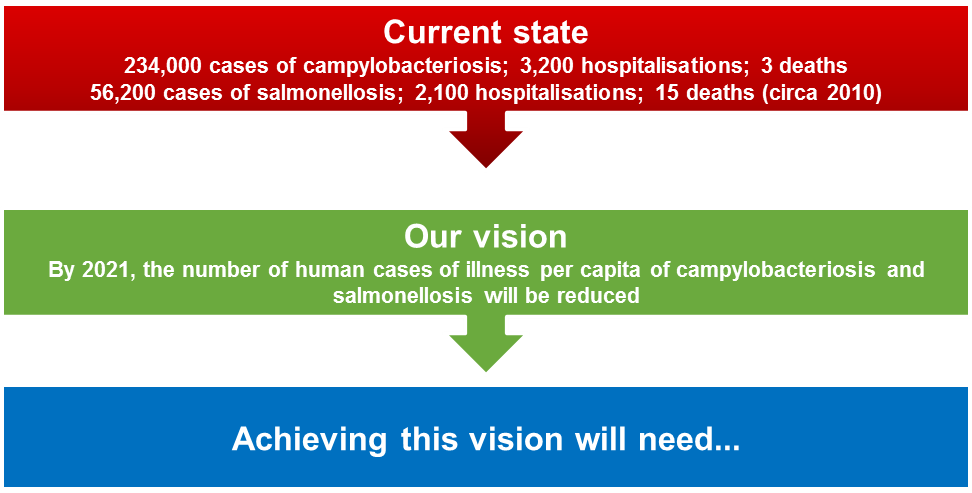 Current state
234,000 cases of campylobacteriosis; 3,200 hospitalisations; 3 deaths
56,200 cases of salmonellosis; 2,100 hospitalisations; 15 deaths (circa 2010)
Our vision
By 2021, the number of human cases of illness per capita of campylobacteriosis and
salmonellosis will be reduced
Achieving this vision will need...